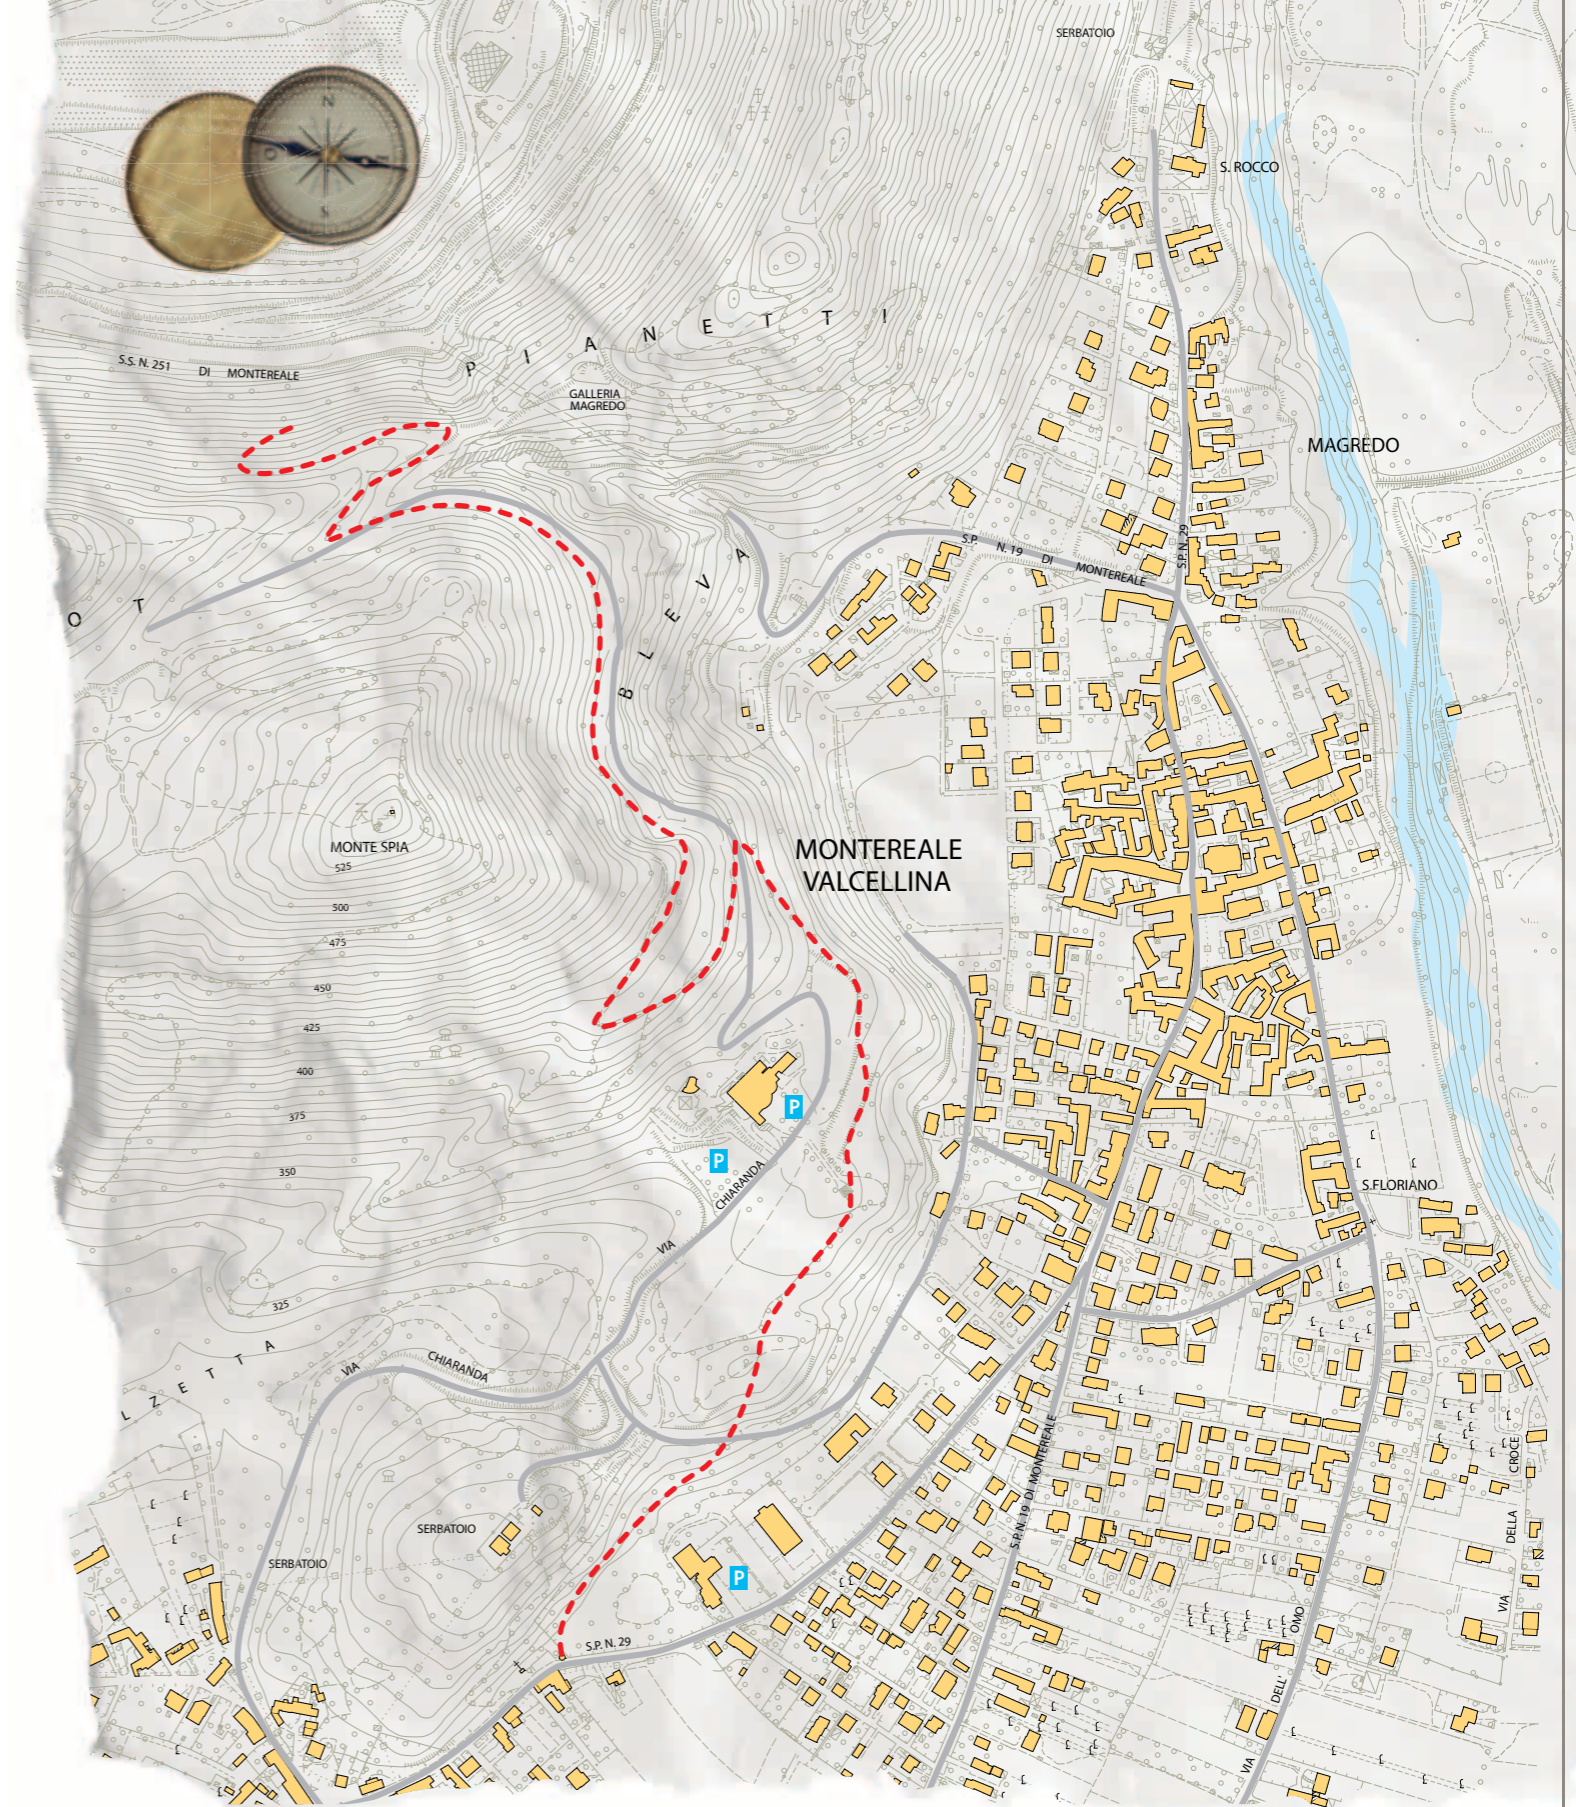 SERBATOIO
N
S. ROCCO
P I A N E T T I
S.S. N. 251 DI MONTEREALE
GALLERIA
MAGREDO
MAGREDO
S.P. N. 29
S.P. N. 19 DI MONTEREALE
B L E V A
O T
MONTE SPIA
525
500
475
450
425
400
375
350
325
MONTEREALE
VALCELLINA
P
P
VIA CHIARANDA
S.FLORIANO
L Z E T T A
VIA CHIARANDA
S.P.N. 19 DI MONTEREALE
VIA DELLA CROCE
SERBATOIO
SERBATOIO
P
S.P. N. 29
VIA DELL' OMO